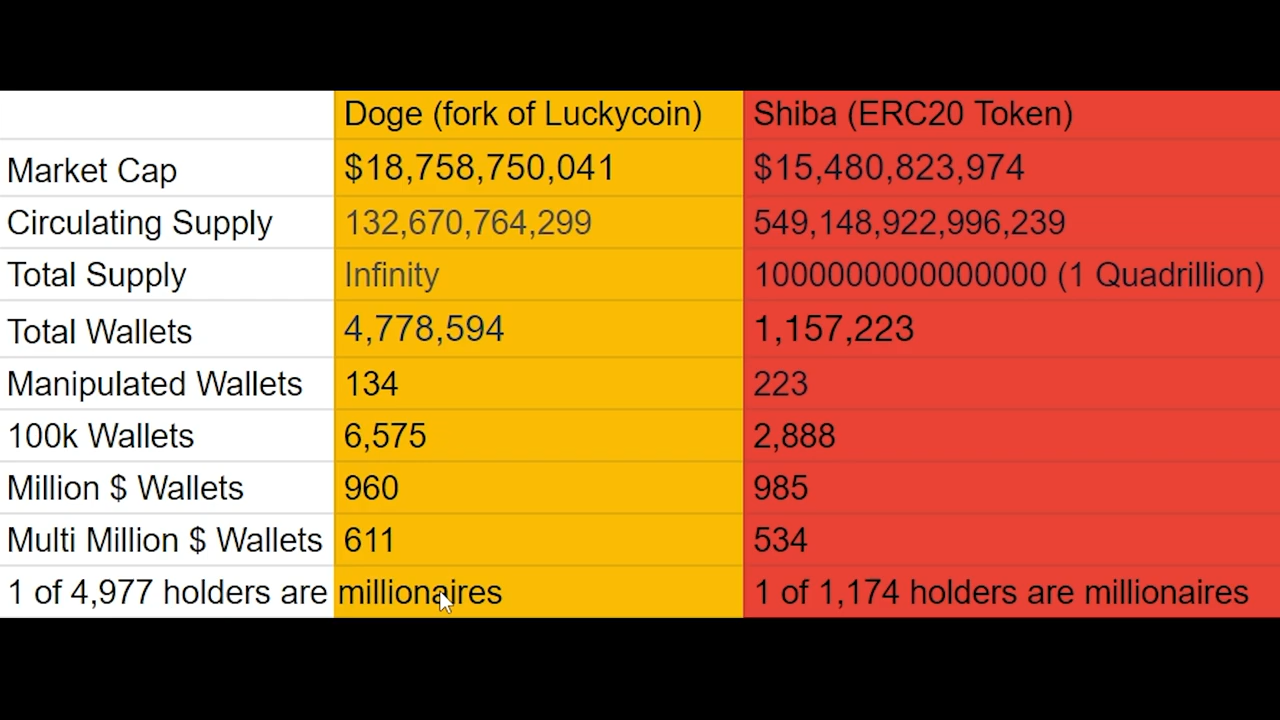 Doge (fork of Luckycoin) Shiba (ERC20 Token)
Market Cap $18,758,750,041 $15,480,823,974
Circulating Supply 132,670,764,299 549,148,922,996,239
Total Supply Infinity 1000000000000000 (1 Quadrillion)
Total Wallets 4,778,594 1,157,223
Manipulated Wallets 134 223
100k Wallets 6,575 2,888
Million $ Wallets 960 985
Multi Million $ Wallets 611 534
1 of 4,977 holders are millionaires 1 of 1,174 holders are millionaires